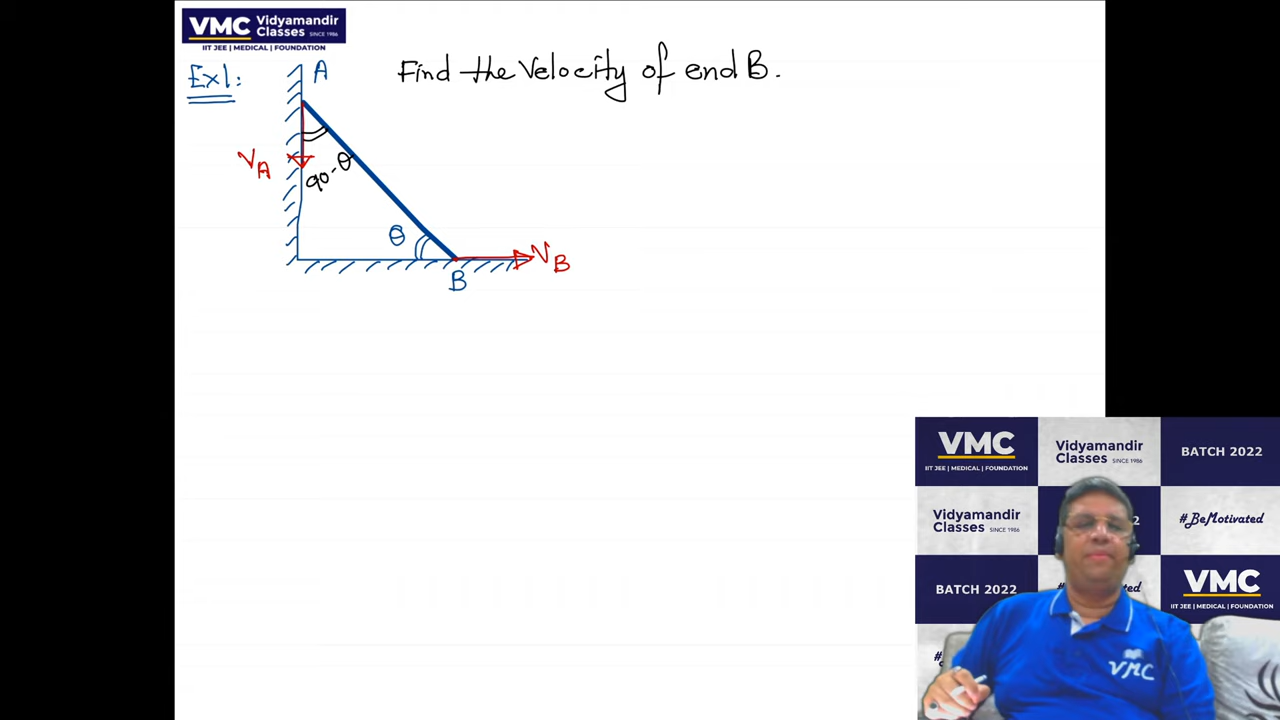 VMC Vidyamandir Classes SINCE 1986
IIT JEE | MEDICAL | FOUNDATION
Ex1:
A
Find the Velocity of end B.
VA
90-θ
θ
VB
B
VMC
IIT JEE | MEDICAL | FOUNDATION
Vidyamandir
Classes SINCE 1986
BATCH 2022
Vidyamandir
Classes SINCE 1986
2
#BeMotivated
BATCH 2022
VMC
IIT JEE | MEDICAL | FOUNDATION
VMC